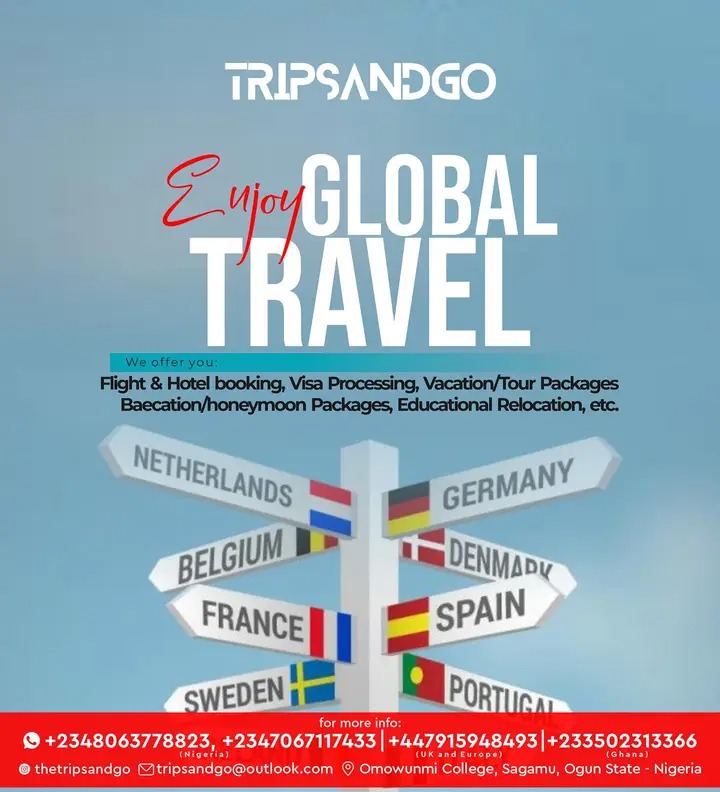 TRIPSANDGO
Enjoy GLOBAL
TRAVEL
We offer you:
Flight & Hotel booking, Visa Processing, Vacation/Tour Packages
Baecation/honeymoon Packages, Educational Relocation, etc.
NETHERLANDS
GERMANY
BELGIUM
DENMARK
FRANCE
SPAIN
SWEDEN
PORTUGAL
for more info:
+2348063778823, +2347067117433|+447915948493|+233502313366
(Nigeria) (UK and Europe) (Ghana)
thetripsandgo tripsandgo@outlook.com Omowunmi College, Sagamu, Ogun State - Nigeria